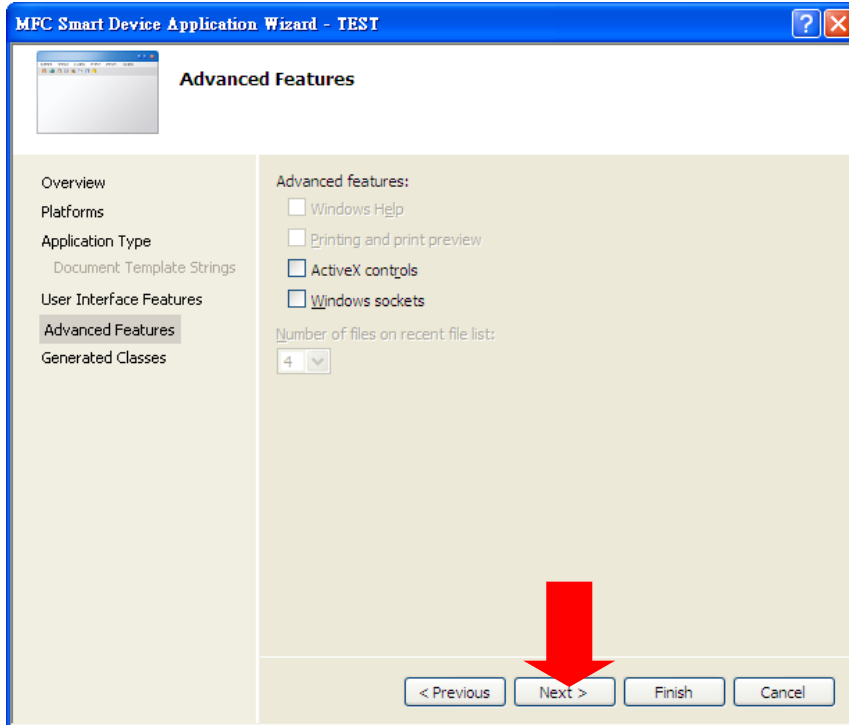 MFC Smart Device Application Wizard - TEST
Advanced Features
Overview
Platforms
Application Type
Document Template Strings
User Interface Features
Advanced Features
Generated Classes
Advanced features:
Windows Help
Printing and print preview
ActiveX controls
Windows sockets
Number of files on recent file list:
4
< Previous
Next >
Finish
Cancel